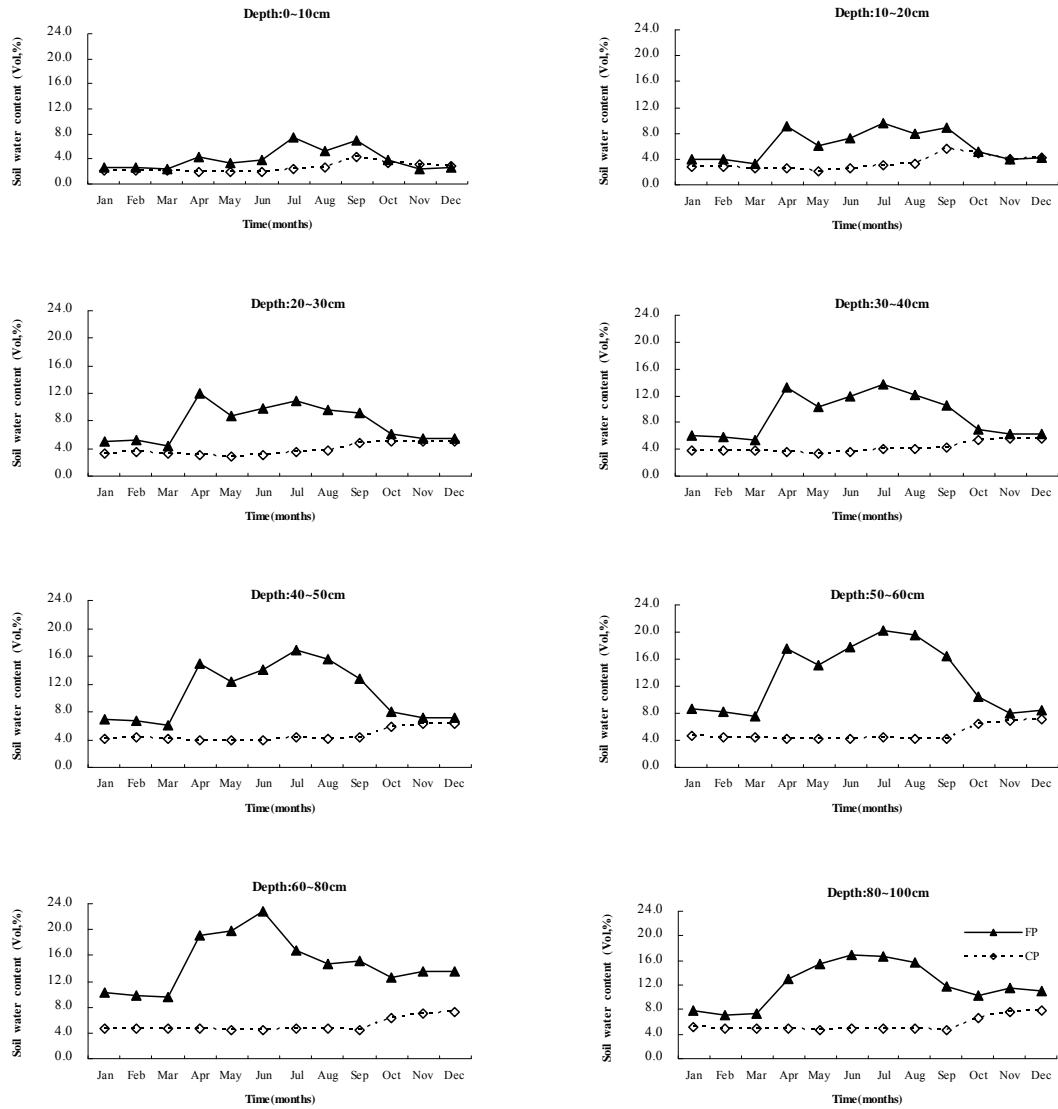 Depth:0~10cm
Soil water content (Vol,%)
24.0
20.0
16.0
12.0
8.0
4.0
0.0
Jan Feb Mar Apr May Jun Jul Aug Sep Oct Nov Dec
Time(months)
Depth:10~20cm
Soil water content (Vol,%)
24.0
20.0
16.0
12.0
8.0
4.0
0.0
Jan Feb Mar Apr May Jun Jul Aug Sep Oct Nov Dec
Time(months)
Depth:20~30cm
Soil water content (Vol,%)
24.0
20.0
16.0
12.0
8.0
4.0
0.0
Jan Feb Mar Apr May Jun Jul Aug Sep Oct Nov Dec
Time(months)
Depth:30~40cm
Soil water content (Vol,%)
24.0
20.0
16.0
12.0
8.0
4.0
0.0
Jan Feb Mar Apr May Jun Jul Aug Sep Oct Nov Dec
Time(months)
Depth:40~50cm
Soil water content (Vol,%)
24.0
20.0
16.0
12.0
8.0
4.0
0.0
Jan Feb Mar Apr May Jun Jul Aug Sep Oct Nov Dec
Time(months)
Depth:50~60cm
Soil water content (Vol,%)
24.0
20.0
16.0
12.0
8.0
4.0
0.0
Jan Feb Mar Apr May Jun Jul Aug Sep Oct Nov Dec
Time(months)
Depth:60~80cm
Soil water content (Vol,%)
24.0
20.0
16.0
12.0
8.0
4.0
0.0
Jan Feb Mar Apr May Jun Jul Aug Sep Oct Nov Dec
Time(months)
Depth:80~100cm
Soil water content (Vol,%)
24.0
20.0
16.0
12.0
8.0
4.0
0.0
FP
CP
Jan Feb Mar Apr May Jun Jul Aug Sep Oct Nov Dec
Time(months)